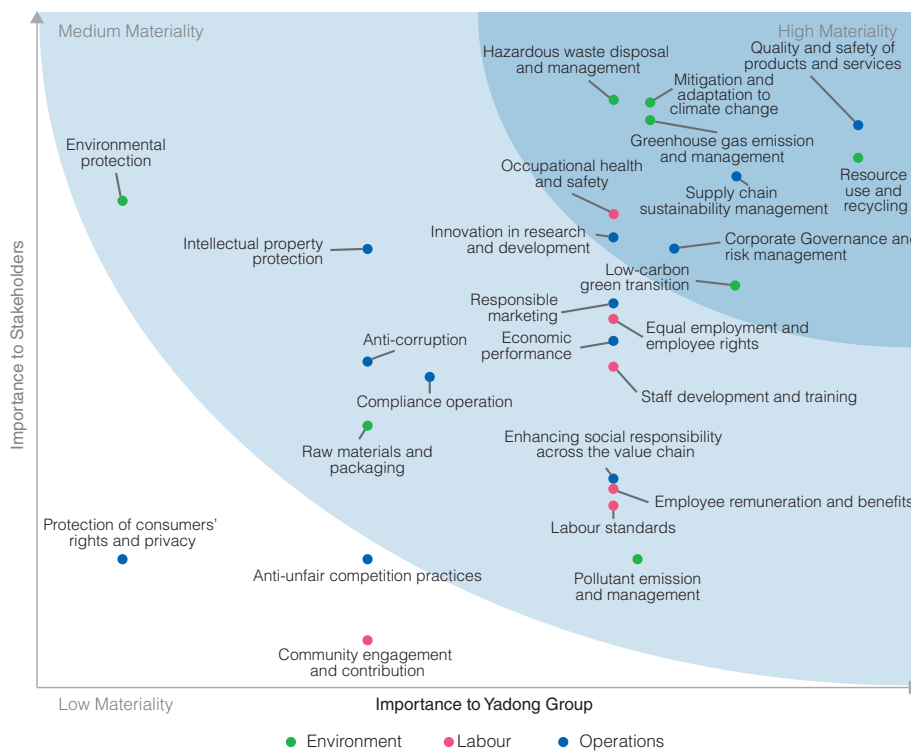 Medium Materiality
High Materiality
Hazardous waste disposal
and management
Quality and safety of
products and services
Mitigation and
adaptation to
climate change
Greenhouse gas emission
and management
Environmental
protection
Occupational health
and safety
Resource
use and
recycling
Supply chain
sustainability management
Intellectual property
protection
Innovation in research
and development
Corporate Governance and
risk management
Low-carbon
green transition
Responsible
marketing
Equal employment and
employee rights
Anti-corruption
Economic
performance
Compliance operation
Staff development and training
Raw materials and
packaging
Enhancing social responsibility
across the value chain
Employee remuneration and benefits
Labour standards
Protection of consumers'
rights and privacy
Anti-unfair competition practices
Pollutant emission
and management
Community engagement
and contribution
Importance to Stakeholders
Low Materiality
Importance to Yadong Group
Environment
Labour
Operations